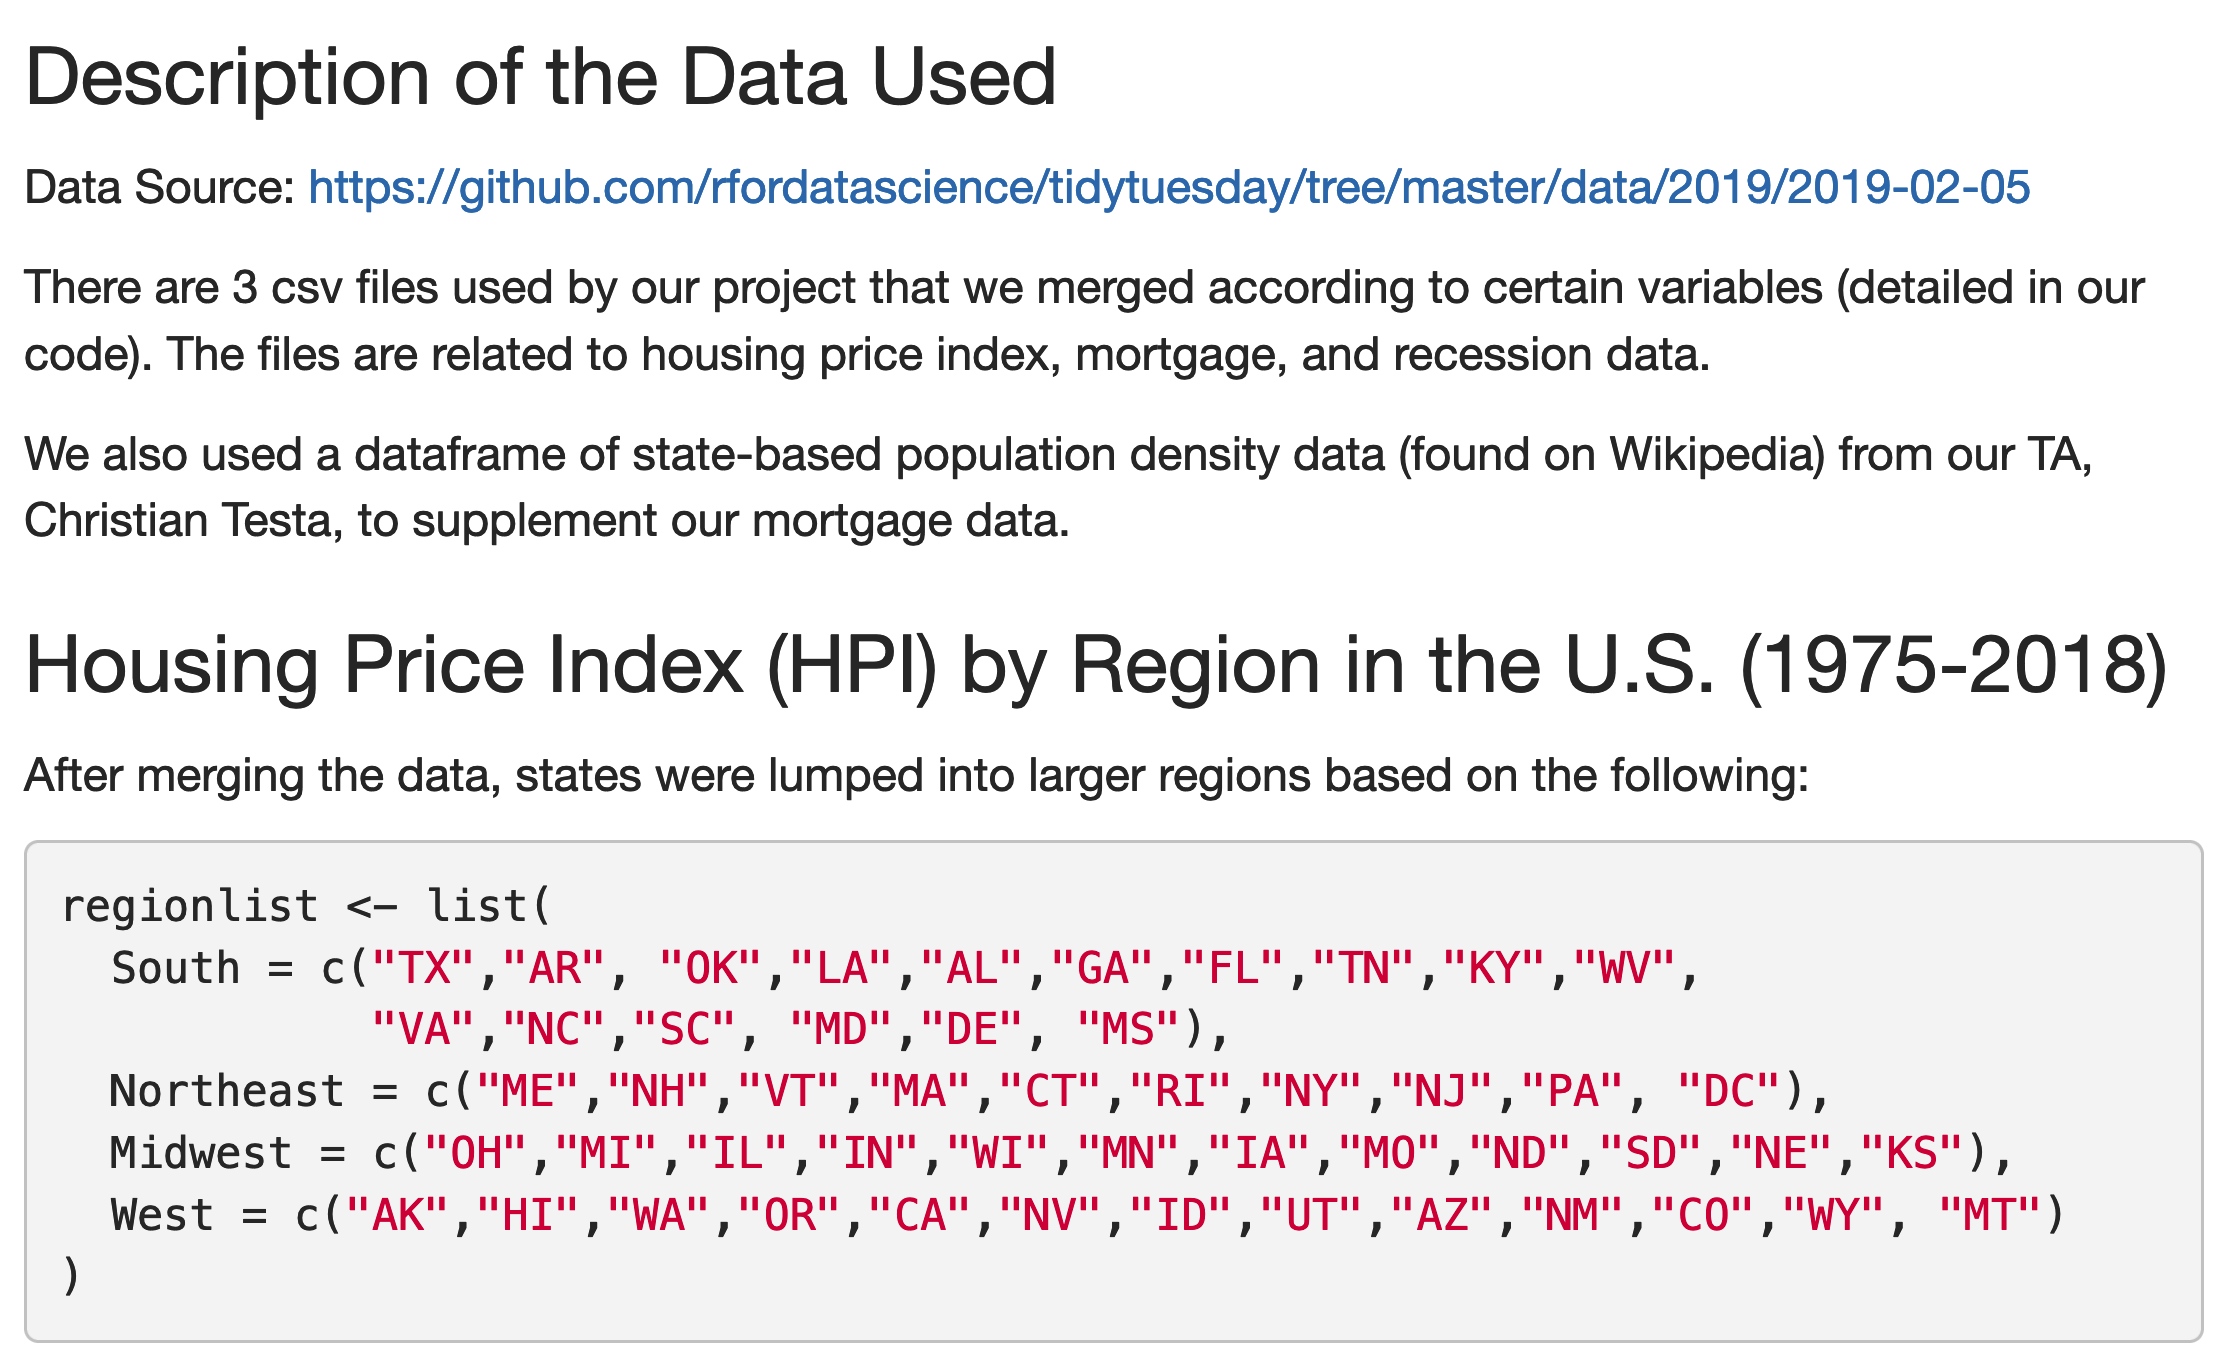 Description of the Data Used
Data Source: https://github.com/rfordatascience/tidytuesday/tree/master/data/2019/2019-02-05
There are 3 csv files used by our project that we merged according to certain variables (detailed in our
code). The files are related to housing price index, mortgage, and recession data.
We also used a dataframe of state-based population density data (found on Wikipedia) from our TA,
Christian Testa, to supplement our mortgage data.
Housing Price Index (HPI) by Region in the U.S. (1975-2018)
After merging the data, states were lumped into larger regions based on the following:
regionlist <- list(
  South = c("TX","AR", "OK","LA","AL","GA","FL","TN","KY","WV",
            "VA","NC","SC", "MD","DE", "MS"),
  Northeast = c("ME","NH","VT","MA","CT","RI","NY","NJ","PA", "DC"),
  Midwest = c("OH","MI","IL","IN","WI","MN","IA","MO","ND","SD","NE","KS"),
  West = c("AK","HI","WA","OR","CA","NV","ID","UT","AZ","NM","CO","WY", "MT")
)